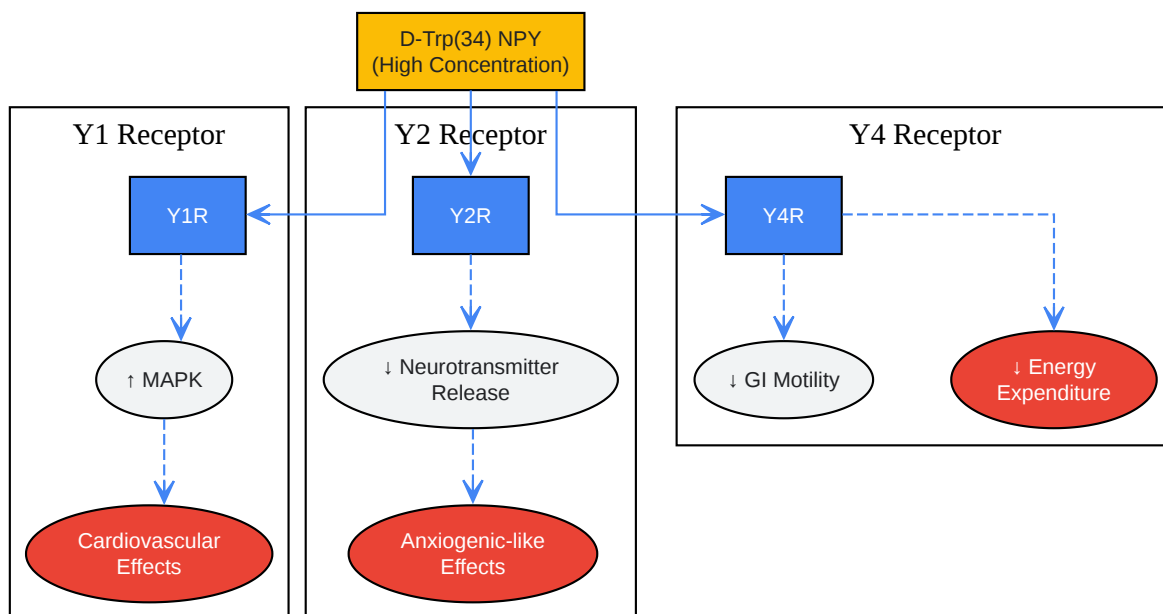 D-Trp(34) NPY
(High Concentration)
Y1 Receptor
Y2 Receptor
Y4 Receptor
Y1R
Y2R
Y4R
↑ MAPK
↓ Neurotransmitter
Release
↓ GI Motility
↓ Energy
Expenditure
Cardiovascular
Effects
Anxiogenic-like
Effects